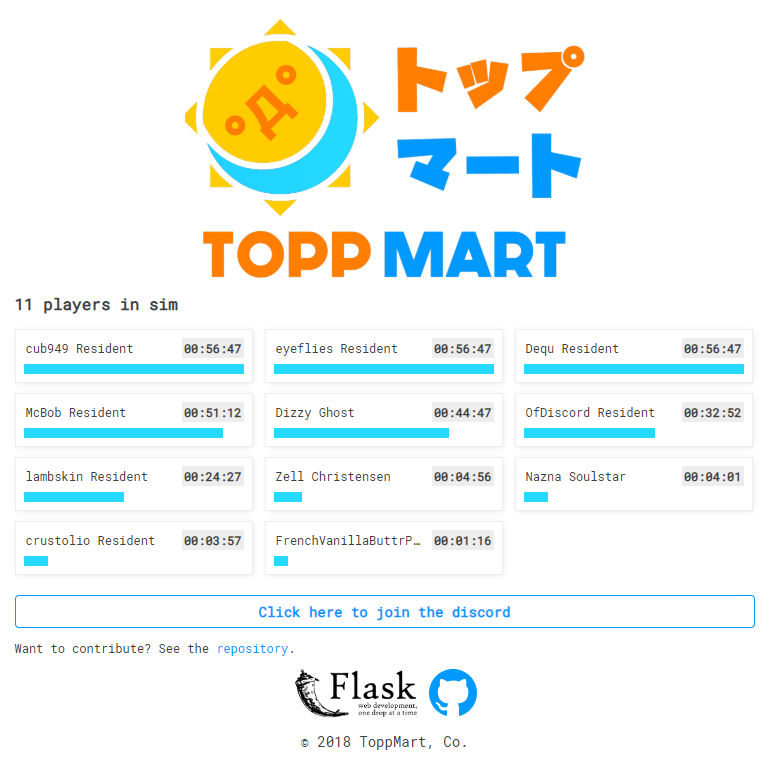 °Д°
トップ
マート
TOPP MART
11 players in sim
cub949 Resident 00:56:47
eyeflies Resident 00:56:47
Dequ Resident 00:56:47
McBob Resident 00:51:12
Dizzy Ghost 00:44:47
OfDiscord Resident 00:32:52
lambskin Resident 00:24:27
Zell Christensen 00:04:56
Nazna Soulstar 00:04:01
crustolio Resident 00:03:57
FrenchVanillaButtrP… 00:01:16
Click here to join the discord
Want to contribute? See the repository.
Flask
web development,
one drop at a time
© 2018 ToppMart, Co.